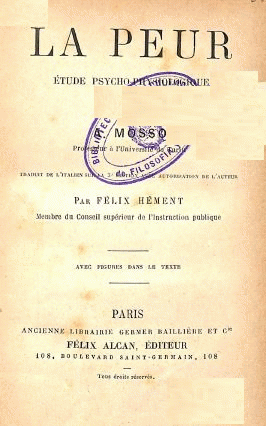 LA PEUR
ÉTUDE PSYCHO-PHYSIOLOGIQUE
MOSSO
Professeur à l'Université de Turin
TRADUIT DE L'ITALIEN SUR LA 3e ÉDITION AVEC AUTORISATION DE L'AUTEUR
PAR FÉLIX HÉMENT
Membre du Conseil supérieur de l'Instruction publique
AVEC FIGURES DANS LE TEXTE
PARIS
ANCIENNE LIBRAIRIE GERMER BAILLIÈRE ET Cie
FÉLIX ALCAN, ÉDITEUR
108, BOULEVARD SAINT-GERMAIN, 108
Tous droits réservés.
de FILOSOFIA